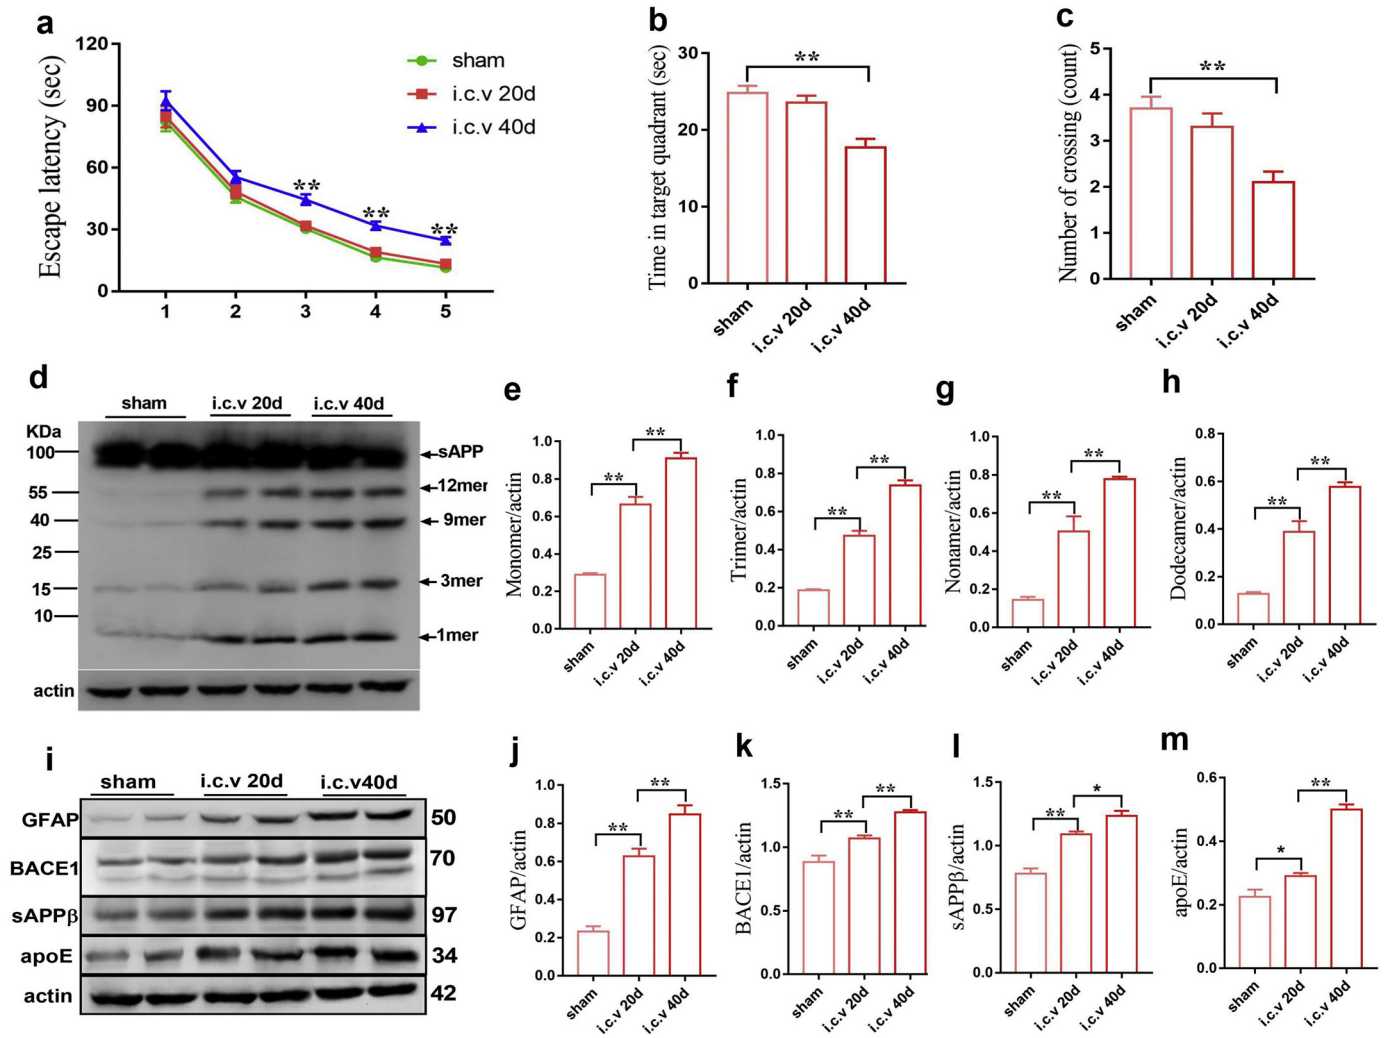 a
120
90
60
30
0
Escape latency (sec)
sham
i.c.v 20d
i.c.v 40d
**
**
**
1 2 3 4 5
b
30
20
10
0
Time in target quadrant (sec)
**
sham
i.c.v 20d
i.c.v 40d
c
5
4
3
2
1
0
Number of crossing (count)
**
sham
i.c.v 20d
i.c.v 40d
d
sham i.c.v 20d i.c.v 40d
KDa
100
55
40
25
15
10
sAPP
12mer
9mer
3mer
1mer
actin
e
1.0
0.8
0.6
0.4
0.2
0.0
Monomer/actin
**
**
sham
i.c.v 20d
i.c.v 40d
f
1.0
0.8
0.6
0.4
0.2
0.0
Trimer/actin
**
**
sham
i.c.v 20d
i.c.v 40d
g
1.0
0.8
0.6
0.4
0.2
0.0
Nonamer/actin
**
**
sham
i.c.v 20d
i.c.v 40d
h
0.8
0.6
0.4
0.2
0.0
Dodecamer/actin
**
**
sham
i.c.v 20d
i.c.v 40d
i
sham i.c.v 20d i.c.v40d
GFAP 50
BACE1 70
sAPPβ 97
apoE 34
actin 42
j
1.0
0.8
0.6
0.4
0.2
0.0
GFAP/actin
**
**
sham
i.c.v 20d
i.c.v 40d
k
1.5
1.0
0.5
0.0
BACE1/actin
**
**
sham
i.c.v 20d
i.c.v 40d
l
1.5
1.0
0.5
0.0
sAPPβ/actin
**
*
sham
i.c.v 20d
i.c.v 40d
m
0.6
0.4
0.2
0.0
apoE/actin
*
**
sham
i.c.v 20d
i.c.v 40d